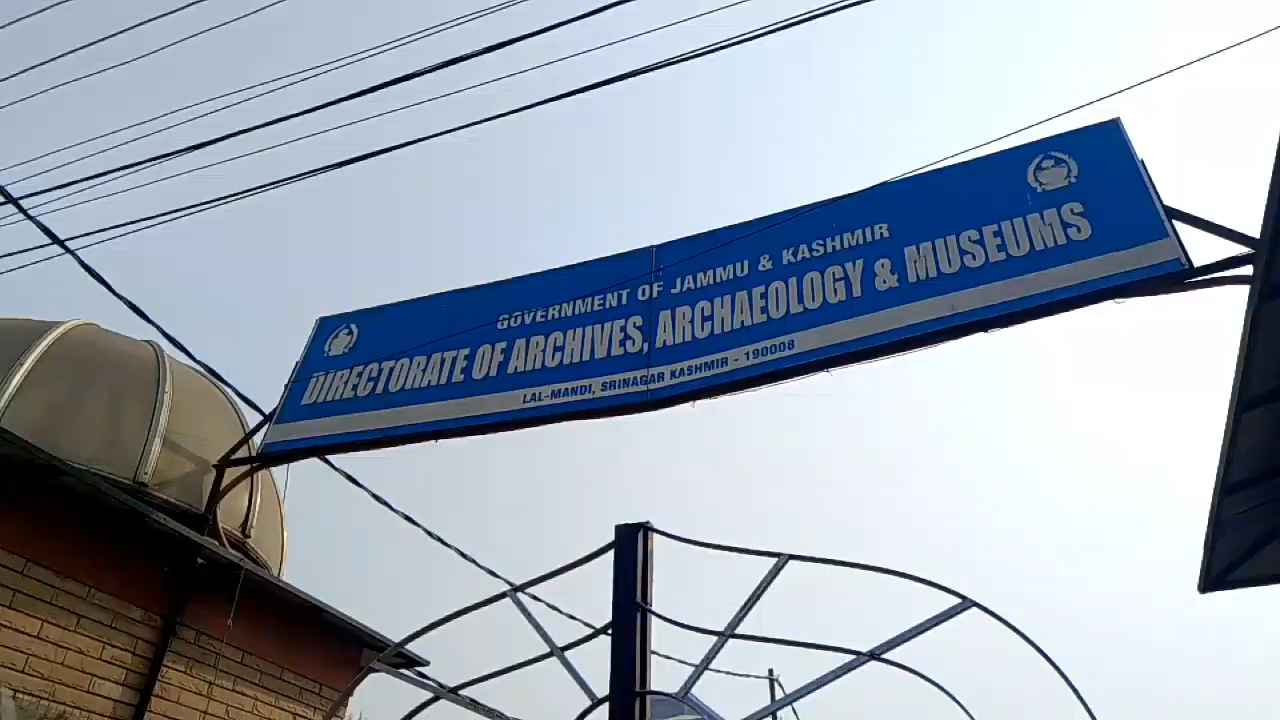 GOVERNMENT OF JAMMU & KASHMIR
DIRECTORATE OF ARCHIVES, ARCHAEOLOGY & MUSEUMS
LAL-MANDI, SRINAGAR KASHMIR - 190008